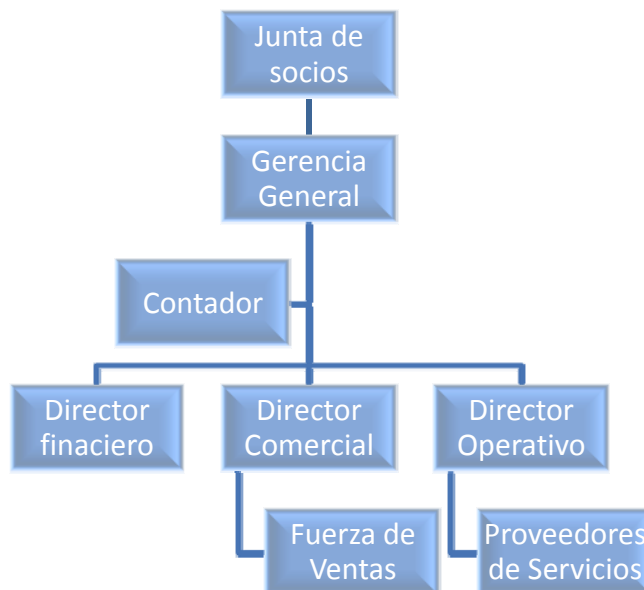 Junta de
socios
Gerencia
General
Contador
Director
finaciero
Director
Comercial
Director
Operativo
Fuerza de
Ventas
Proveedores
de Servicios